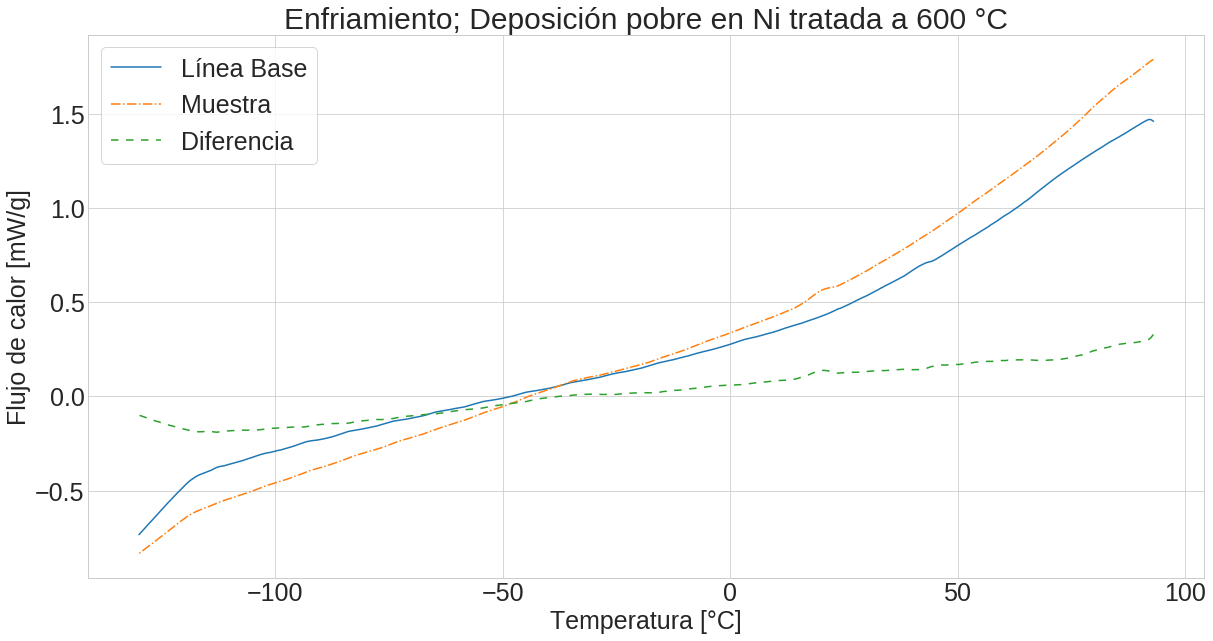 Enfriamiento; Deposición pobre en Ni tratada a 600 °C
Línea Base
Muestra
Diferencia
Flujo de calor [mW/g]
1.5
1.0
0.5
0.0
−0.5
−100
−50
0
50
100
Temperatura [°C]